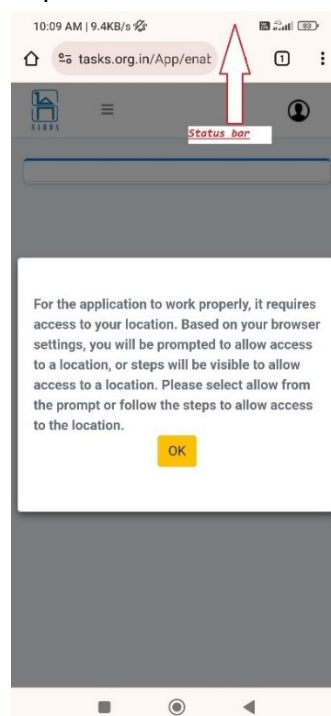 10:09 AM | 9.4KB/s
tasks.org.in/App/enab
1
Status bar
For the application to work properly, it requires
access to your location. Based on your browser
settings, you will be prompted to allow access
to a location, or steps will be visible to allow
access to a location. Please select allow from
the prompt or follow the steps to allow access
to the location.
OK